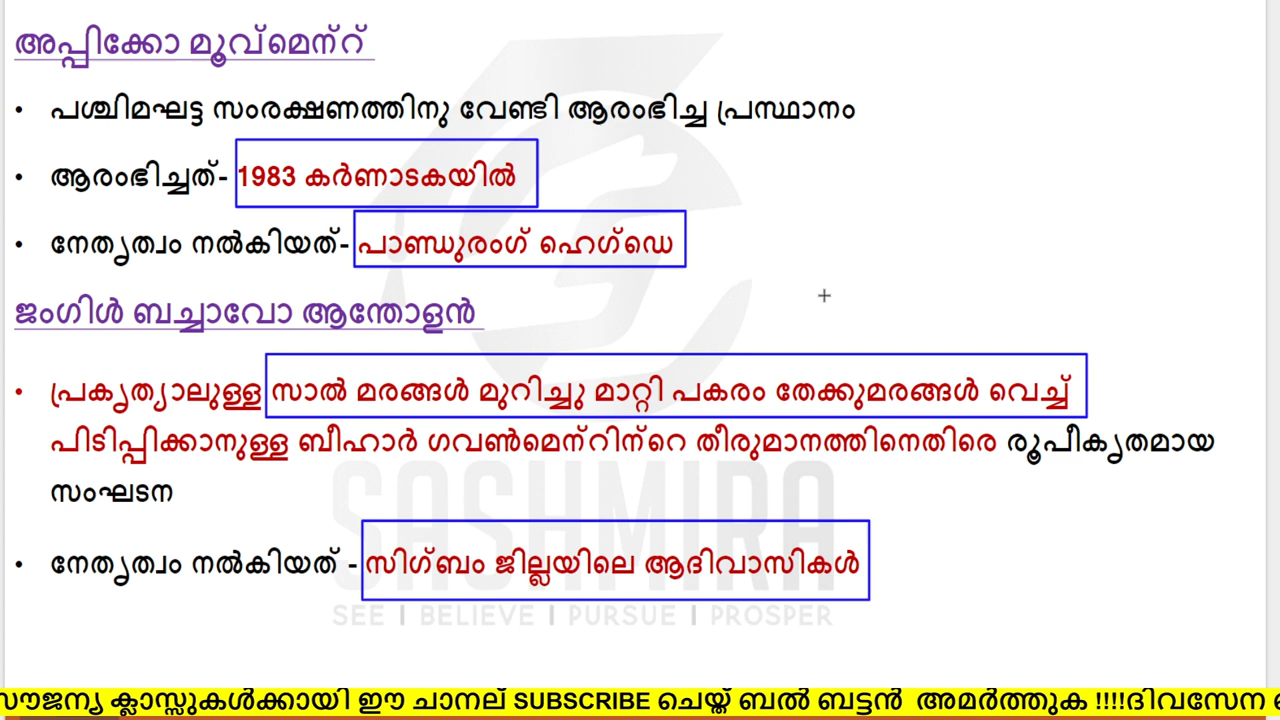 അപ്പിക്കോ മൂവ്മെന്റ്
• പശ്ചിമഘട്ട സംരക്ഷണത്തിനു വേണ്ടി ആരംഭിച്ച പ്രസ്ഥാനം
• ആരംഭിച്ചത്- 1983 കർണാടകയിൽ
• നേതൃത്വം നൽകിയത്- പാണ്ഡുരംഗ് ഹെഗ്ഡെ
ജംഗിൾ ബച്ചാവോ ആന്തോളൻ
• പ്രകൃത്യാലുള്ള സാൽ മരങ്ങൾ മുറിച്ചു മാറ്റി പകരം തേക്കുമരങ്ങൾ വെച്ച്
പിടിപ്പിക്കാനുള്ള ബീഹാർ ഗവൺമെന്റിന്റെ തീരുമാനത്തിനെതിരെ രൂപീകൃതമായ
സംഘടന
• നേതൃത്വം നൽകിയത് - സിഗ്ബം ജില്ലയിലെ ആദിവാസികൾ
SASHMIRA
SEE | BELIEVE | PURSUE | PROSPER
സൗജന്യ ക്ലാസ്സുകൾക്കായി ഈ ചാനല് SUBSCRIBE ചെയ്ത് ബൽ ബട്ടൻ അമർത്തുക !!!!ദിവസേന